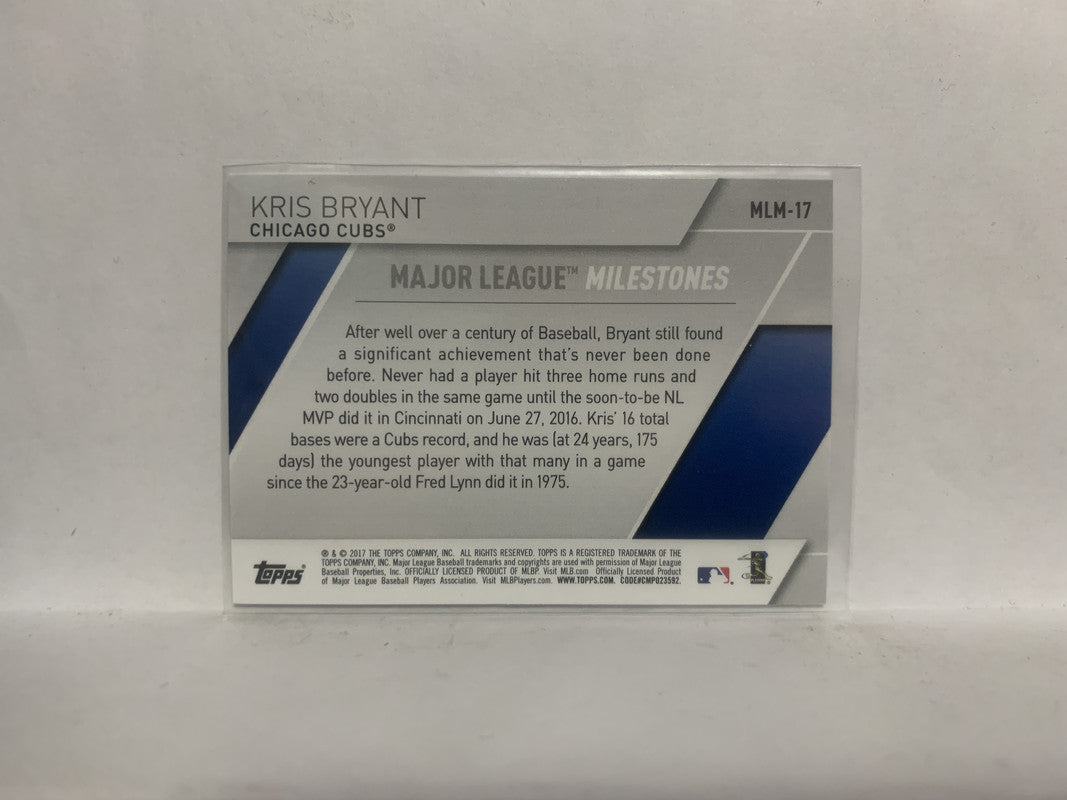 KRIS BRYANT
CHICAGO CUBS®
MLM-17
MAJOR LEAGUE™ MILESTONES
After well over a century of Baseball, Bryant still found
a significant achievement that's never been done
before. Never had a player hit three home runs and
two doubles in the same game until the soon-to-be NL
MVP did it in Cincinnati on June 27, 2016. Kris' 16 total
bases were a Cubs record, and he was (at 24 years, 175
days) the youngest player with that many in a game
since the 23-year-old Fred Lynn did it in 1975.
topps®
® & © 2017 THE TOPPS COMPANY, INC. ALL RIGHTS RESERVED. TOPPS IS A REGISTERED TRADEMARK OF THE
TOPPS COMPANY, INC. Major League Baseball trademarks and copyrights are used with permission of Major League
Baseball Properties, Inc. OFFICIALLY LICENSED PRODUCT OF MLBP. Visit MLB.com Officially Licensed Product
of Major League Baseball Players Association. Visit MLBPlayers.com. WWW.TOPPS.COM. CODE#CMP023592.